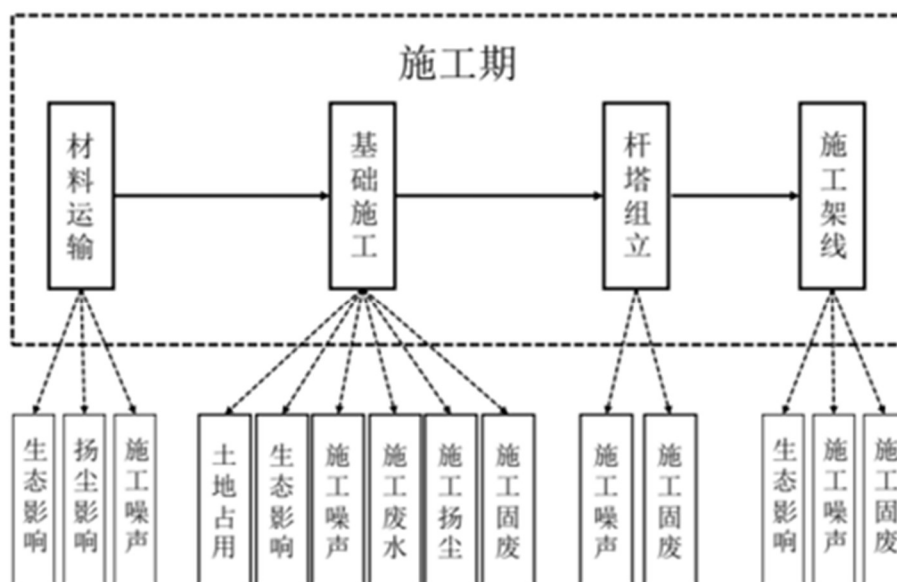 施工期
材料运输
基础施工
杆塔组立
施工架线
生态影响
扬尘影响
施工噪声
土地占用
生态影响
施工噪声
施工废水
施工扬尘
施工固废
施工噪声
施工固废
生态影响
施工噪声
施工固废